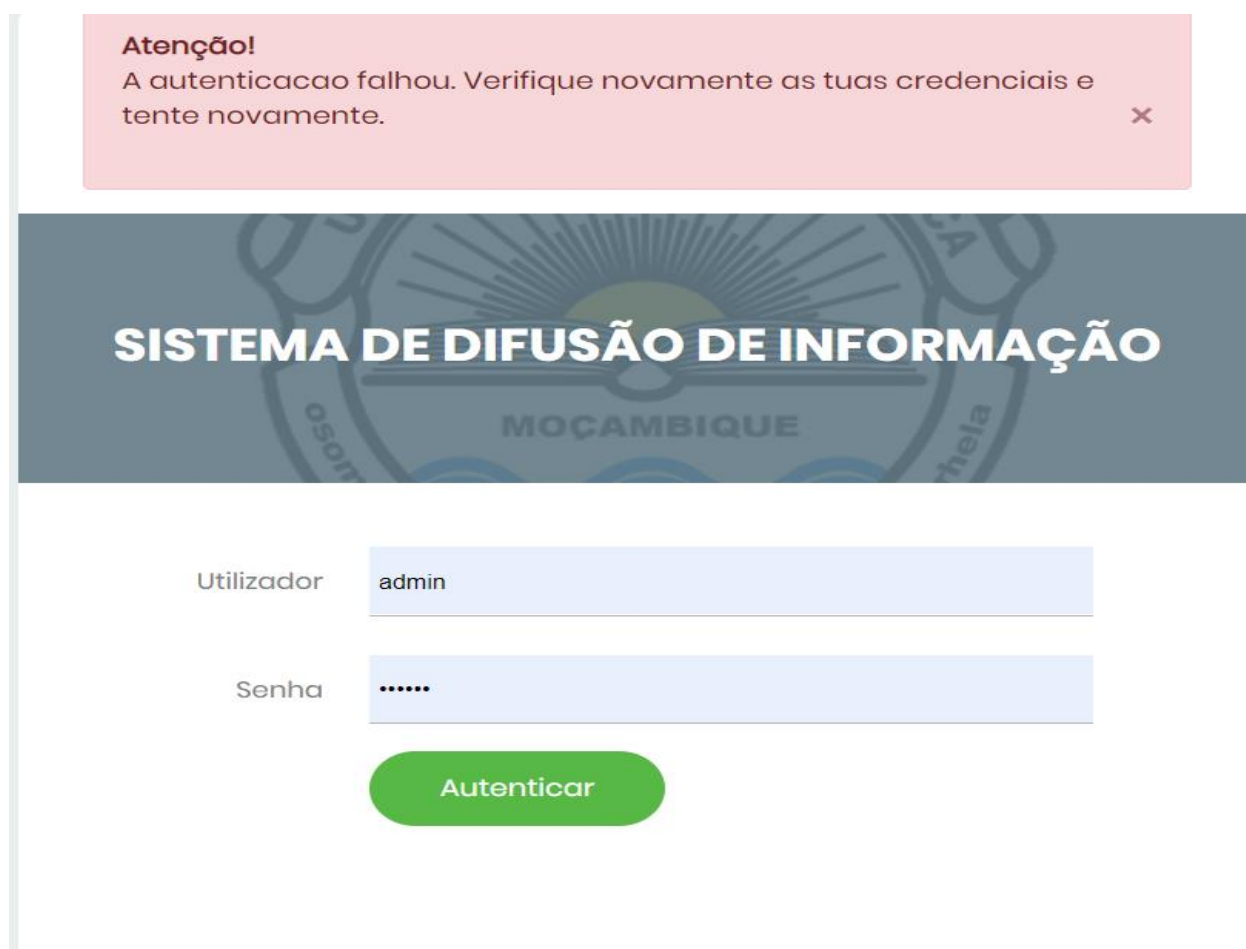 Atenção!
A autenticacao falhou. Verifique novamente as tuas credenciais e
tente novamente.
×
SISTEMA DE DIFUSÃO DE INFORMAÇÃO
MOÇAMBIQUE
Utilizador
admin
Senha
••••••
Autenticar